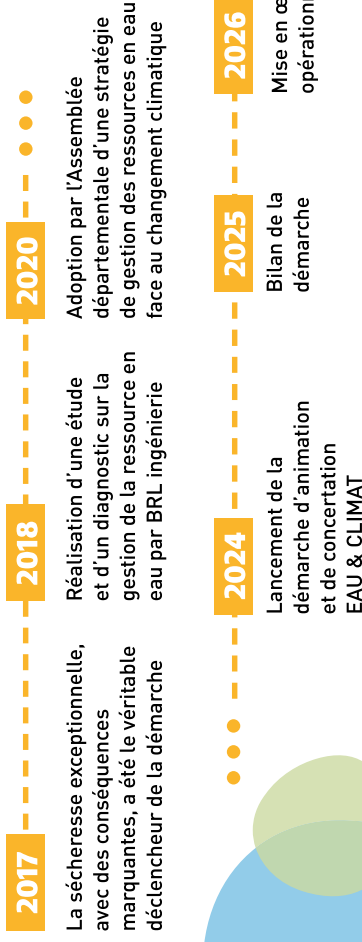 2017
La sécheresse exceptionnelle,
avec des conséquences
marquantes, a été le véritable
déclencheur de la démarche
2018
Réalisation d'une étude
et d'un diagnostic sur la
gestion de la ressource en
eau par BRL ingénierie
2020
Adoption par l'Assemblée
départementale d'une stratégie
de gestion des ressources en eau
face au changement climatique
2024
Lancement de la
démarche d'animation
et de concertation
EAU & CLIMAT
2025
Bilan de la
démarche
2026
Mise en